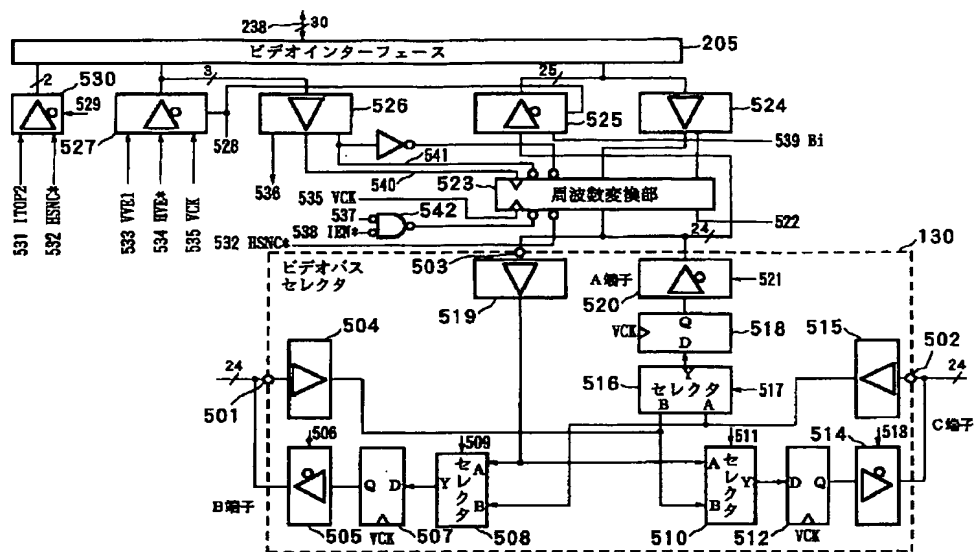 238 30
ビデオインターフェース 205
2 530 529
3
527 528
526
25
525
524
539 Bi
531 ITOP2
532 HSNC*
533 VVE1
534 HVE*
535 VCK
536
541
540
523 周波数変換部
535 VCK
537
538 IEN*
542
532 HSNC*
522
24
503
130
ビデオバス
セレクタ
519
A端子
520
521
VCK Q D 518
504
515
502
24
24
501
516 Y セレクタ B A 517
C端子
506
509
511
514 518
B端子
505
Q D VCK 507
Y セレクタ A B 508
A B セレクタ Y 510
D Q VCK 512